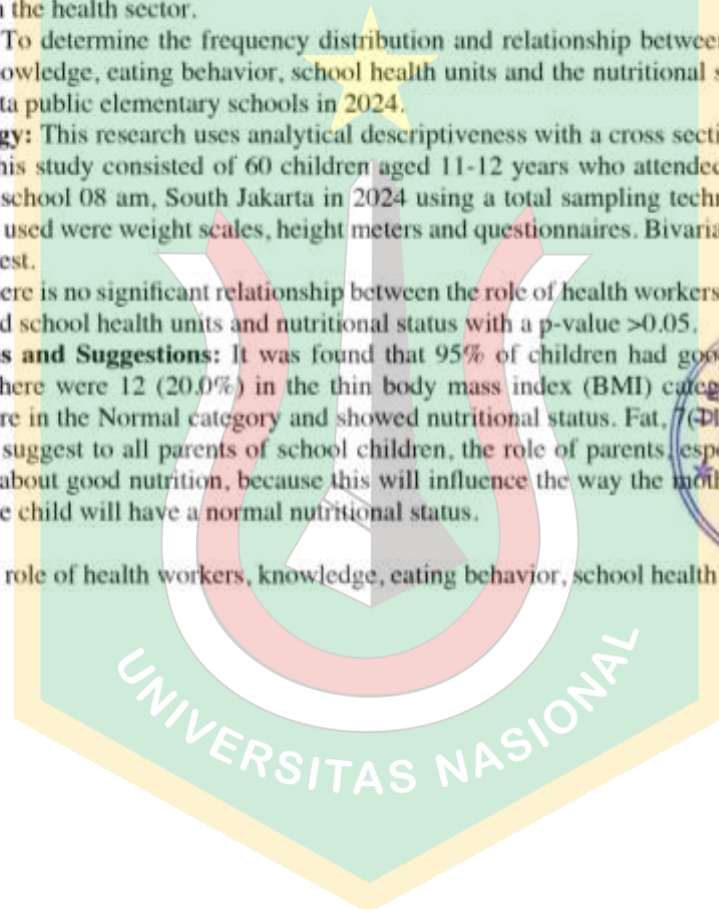 the health sector.
To determine the frequency distribution and relationship between
owledge, eating behavior, school health units and the nutritional s
ta public elementary schools in 2024.
gy: This research uses analytical descriptiveness with a cross secti
his study consisted of 60 children aged 11-12 years who attended
school 08 am, South Jakarta in 2024 using a total sampling techn
used were weight scales, height meters and questionnaires. Bivaria
est.
ere is no significant relationship between the role of health workers
d school health units and nutritional status with a p-value >0.05.
s and Suggestions: It was found that 95% of children had good
here were 12 (20.0%) in the thin body mass index (BMI)
re in the Normal category and showed nutritional status. Fat,
suggest to all parents of school children, the role of parents,
about good nutrition, because this will influence the way the
e child will have a normal nutritional status.
role of health workers, knowledge, eating behavior, school health
UNIVERSITAS NASIONAL